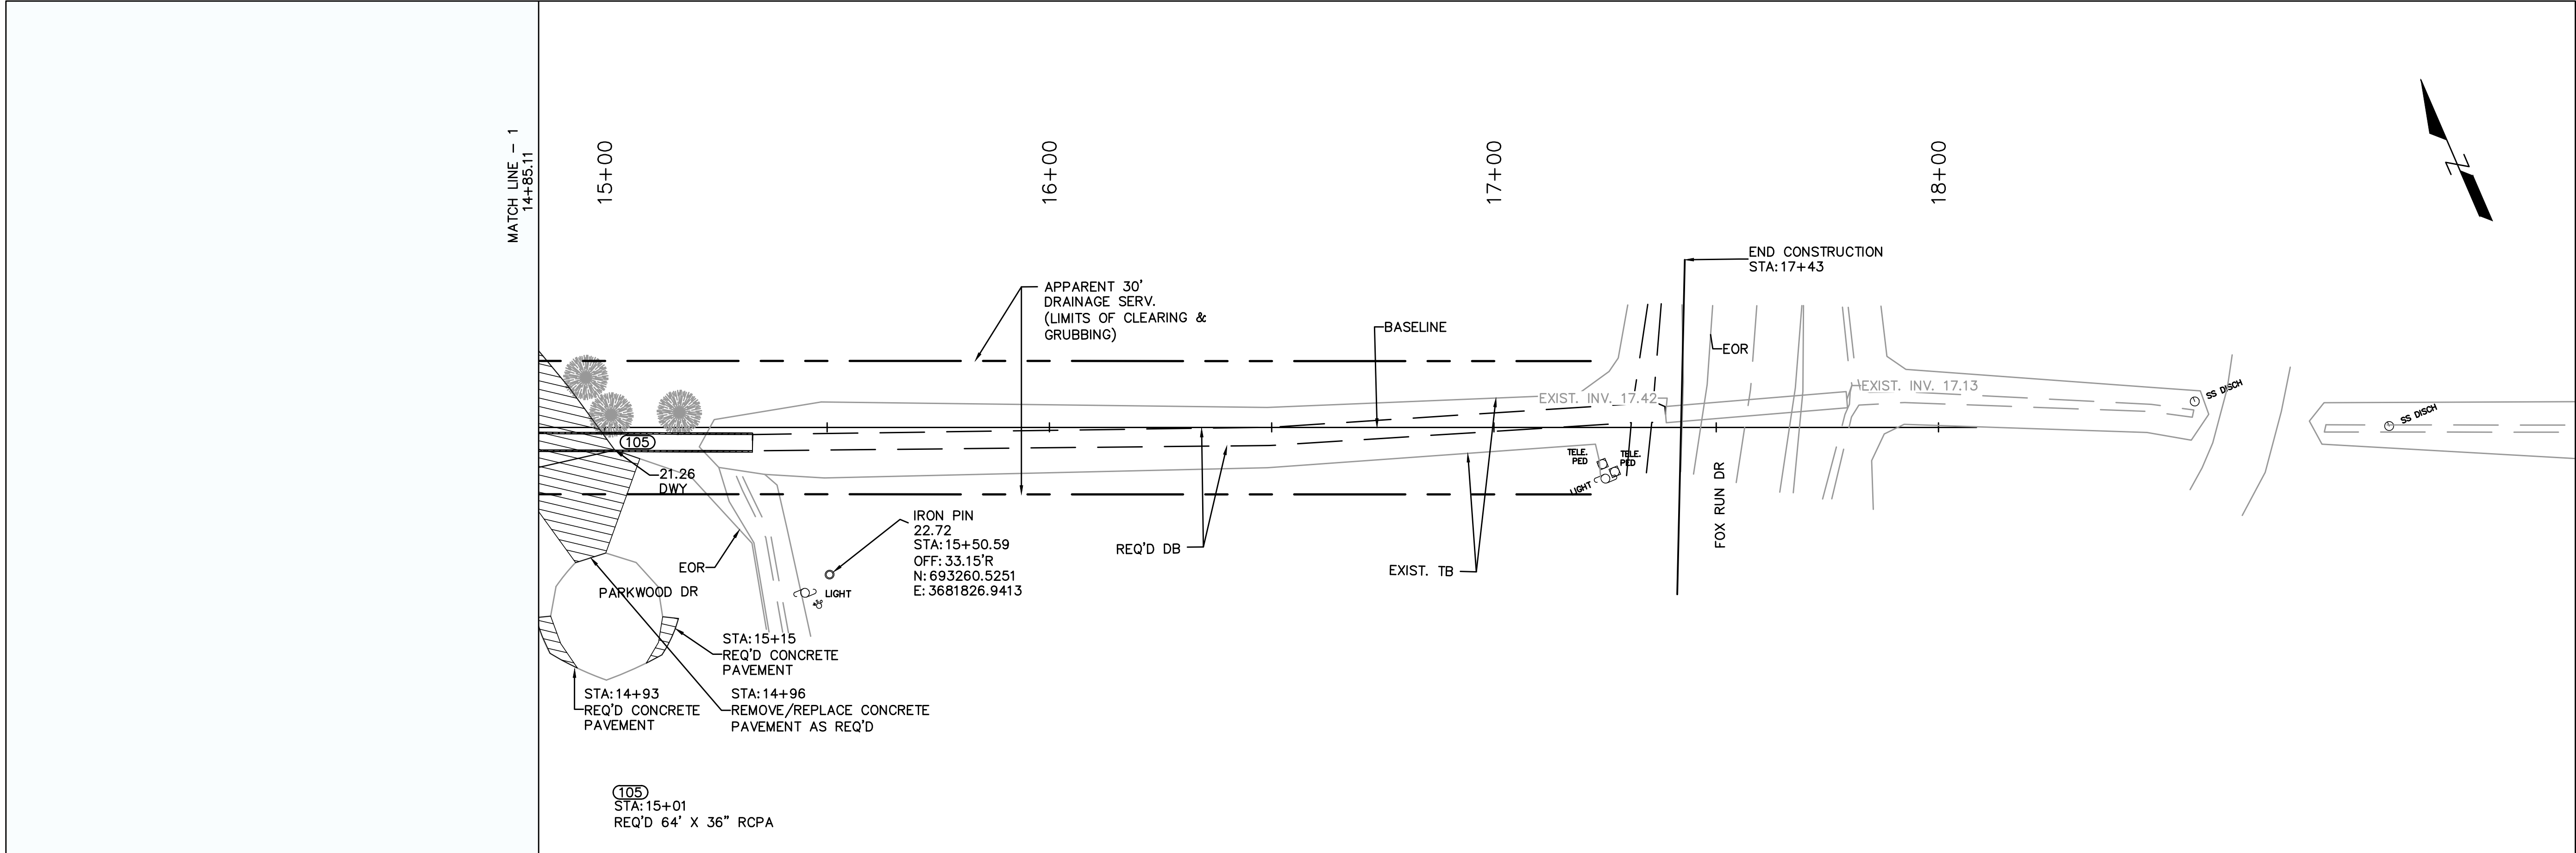 MATCH LINE - 1
14+85.11
15+00
16+00
17+00
18+00
Z
END CONSTRUCTION
STA:17+43
APPARENT 30'
DRAINAGE SERV.
(LIMITS OF CLEARING &
GRUBBING)
BASELINE
EOR
EXIST. INV. 17.42
EXIST. INV. 17.13
SS DISCH
SS DISCH
105
21.26
DWY
TELE.
PED
TELE.
PED
LIGHT
FOX RUN DR
IRON PIN
22.72
STA:15+50.59
OFF: 33.15'R
N: 693260.5251
E: 3681826.9413
REQ'D DB
EXIST. TB
EOR
PARKWOOD DR
LIGHT
STA:15+15
REQ'D CONCRETE
PAVEMENT
STA:14+93
REQ'D CONCRETE
PAVEMENT
STA:14+96
REMOVE/REPLACE CONCRETE
PAVEMENT AS REQ'D
105
STA:15+01
REQ'D 64' X 36" RCPA